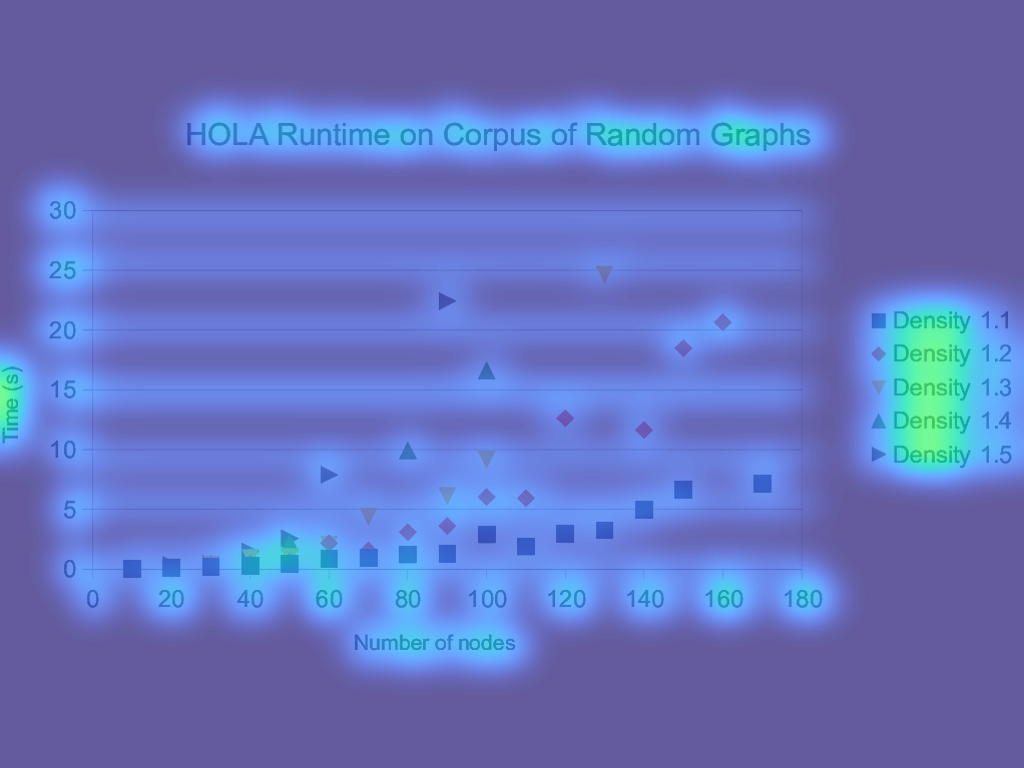 HOLA Runtime on Corpus of Random Graphs
30
25
20
15
10
5
0
Time (s)
0 20 40 60 80 100 120 140 160 180
Number of nodes
Density 1.1
Density 1.2
Density 1.3
Density 1.4
Density 1.5